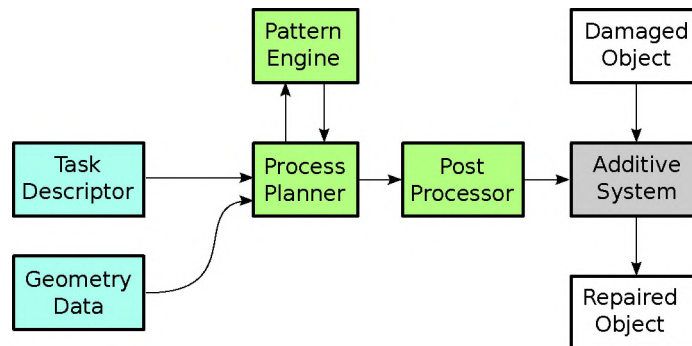 Pattern
Engine
Damaged
Object
Task
Descriptor
Process
Planner
Post
Processor
Additive
System
Geometry
Data
Repaired
Object